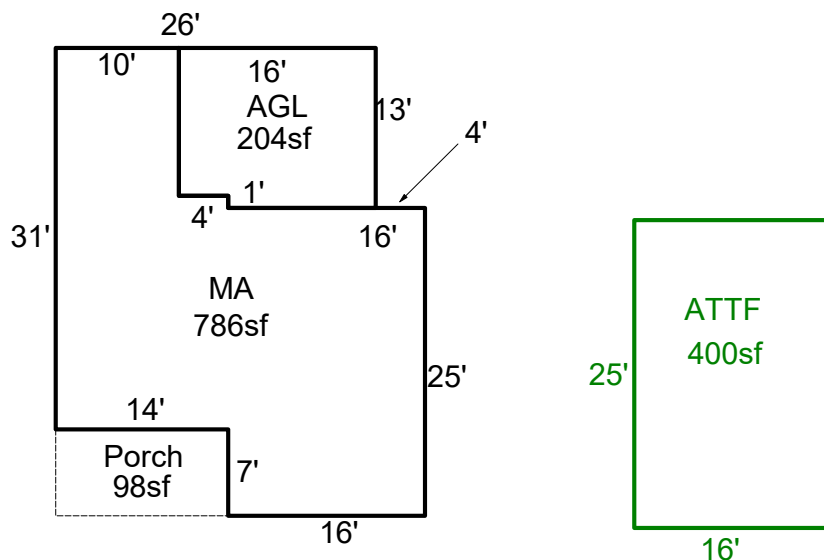 26'
10'
16'
AGL
204sf
13'
4'
1'
4'
16'
31'
MA
786sf
25'
14'
Porch
98sf
7'
16'
ATTF
400sf
25'
16'